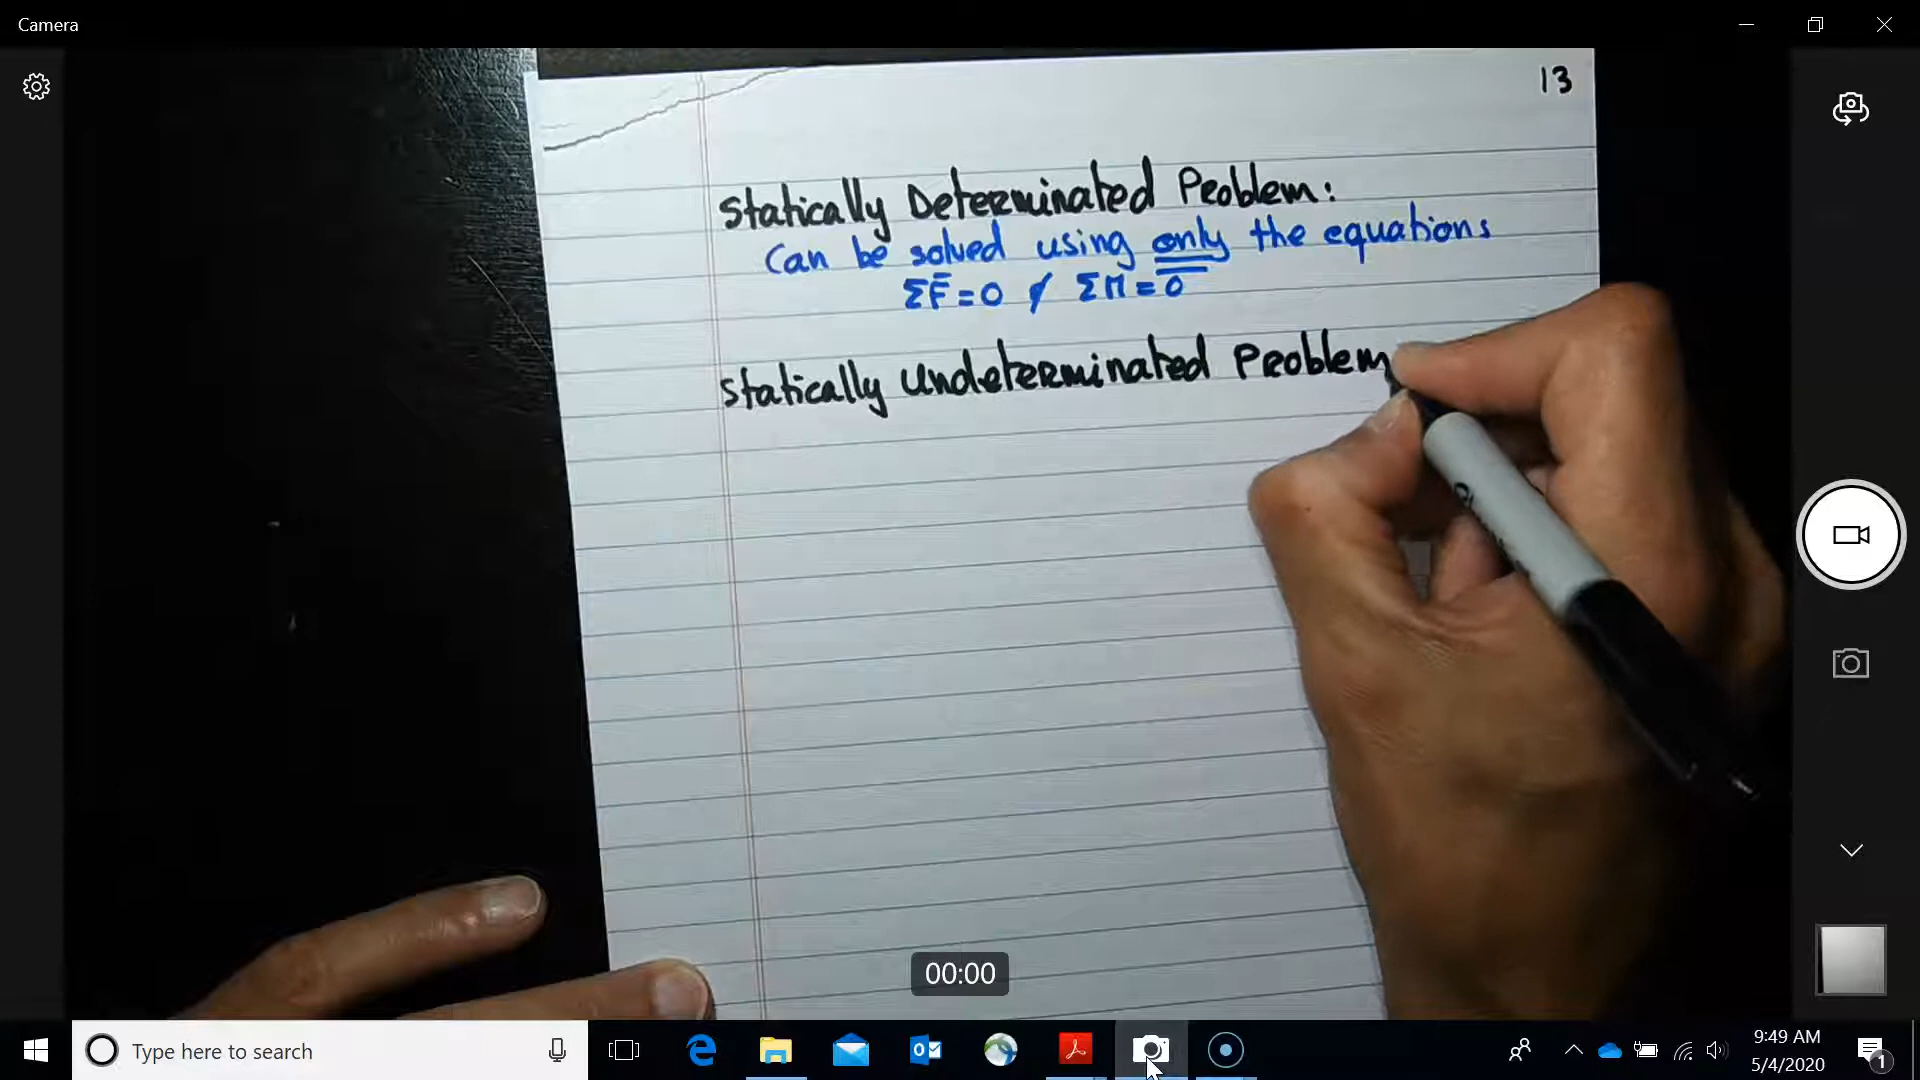 Camera
13
Statically Determinated Problem:
Can be solved using only the equations
ΣF̅ = 0 & ΣM = 0̅
Statically Undeterminated Problem
00:00
Type here to search
9:49 AM
5/4/2020
1